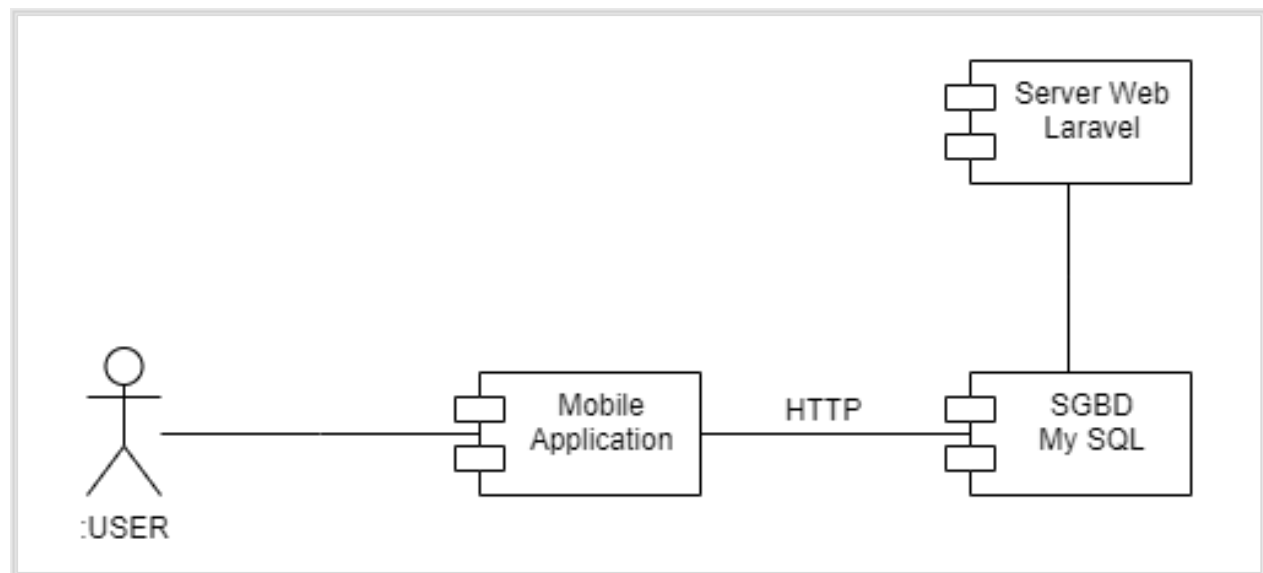 Server Web
Laravel
Mobile
Application
HTTP
SGBD
My SQL
:USER